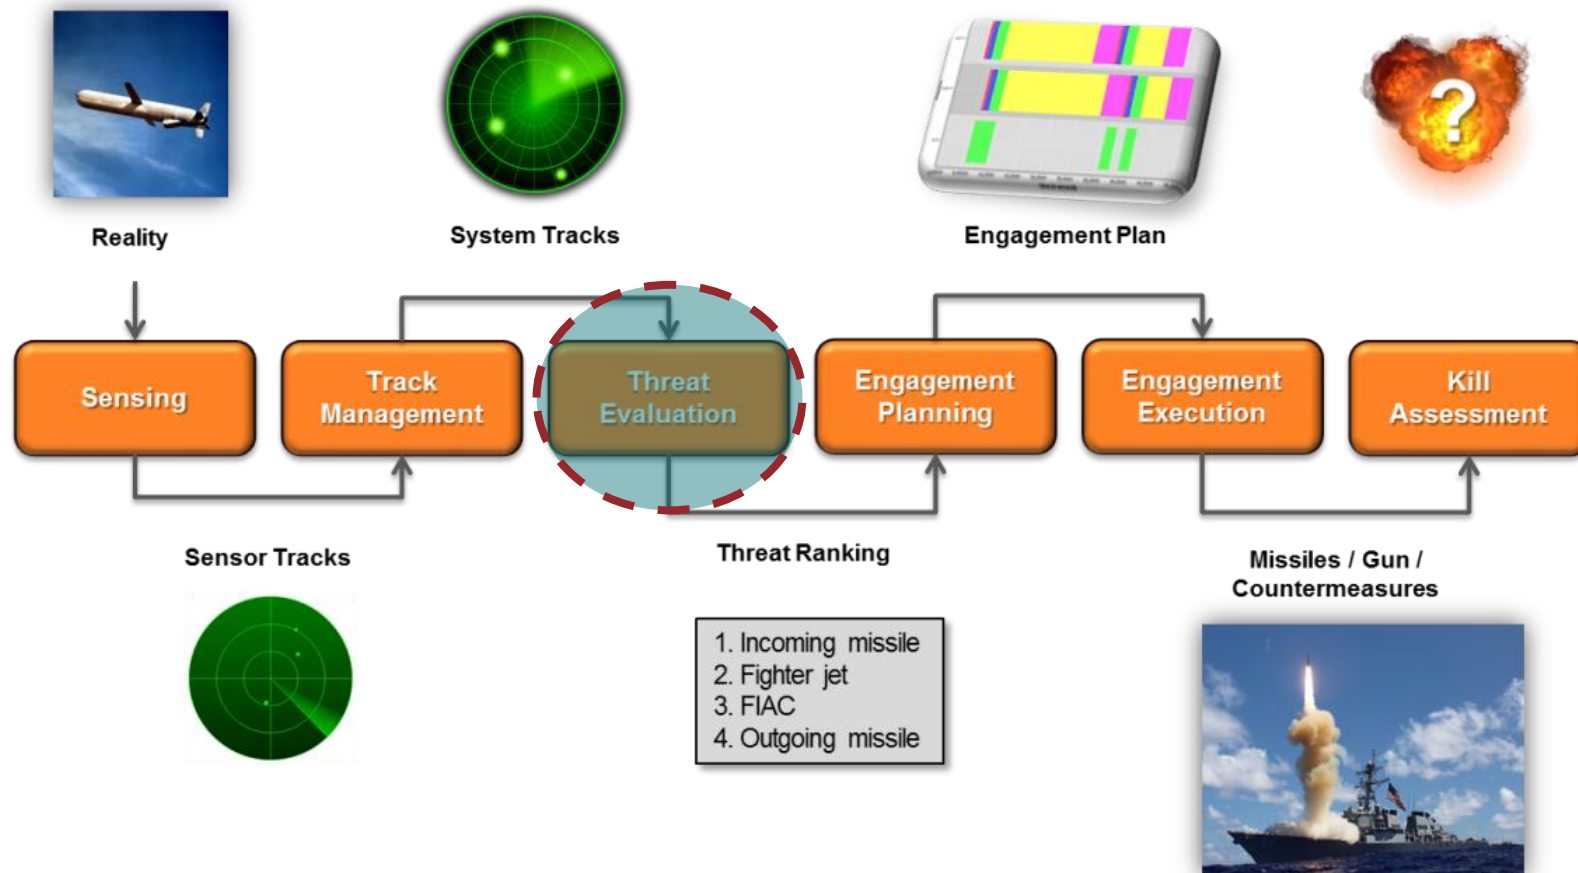 Reality
System Tracks
Engagement Plan
?
Sensing
Track
Management
Threat
Evaluation
Engagement
Planning
Engagement
Execution
Kill
Assessment
Sensor Tracks
Threat Ranking
Missiles / Gun /
Countermeasures
1. Incoming missile
2. Fighter jet
3. FIAC
4. Outgoing missile